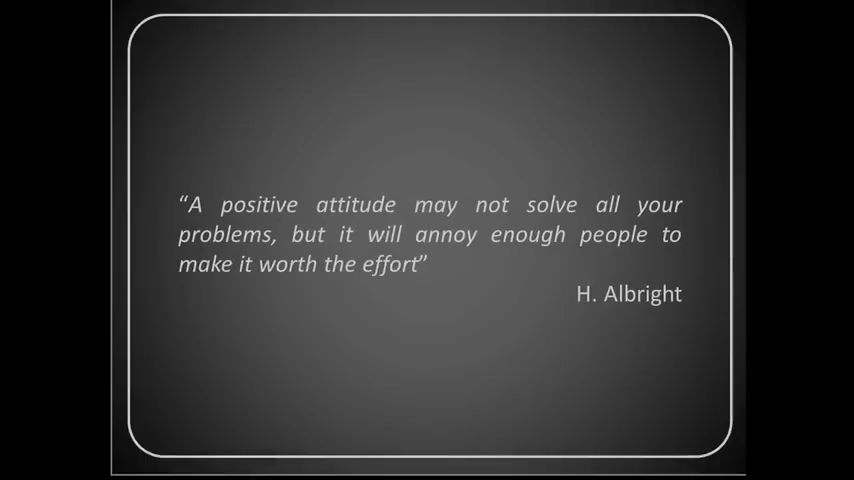 “A positive attitude may not solve all your
problems, but it will annoy enough people to
make it worth the effort”
H. Albright